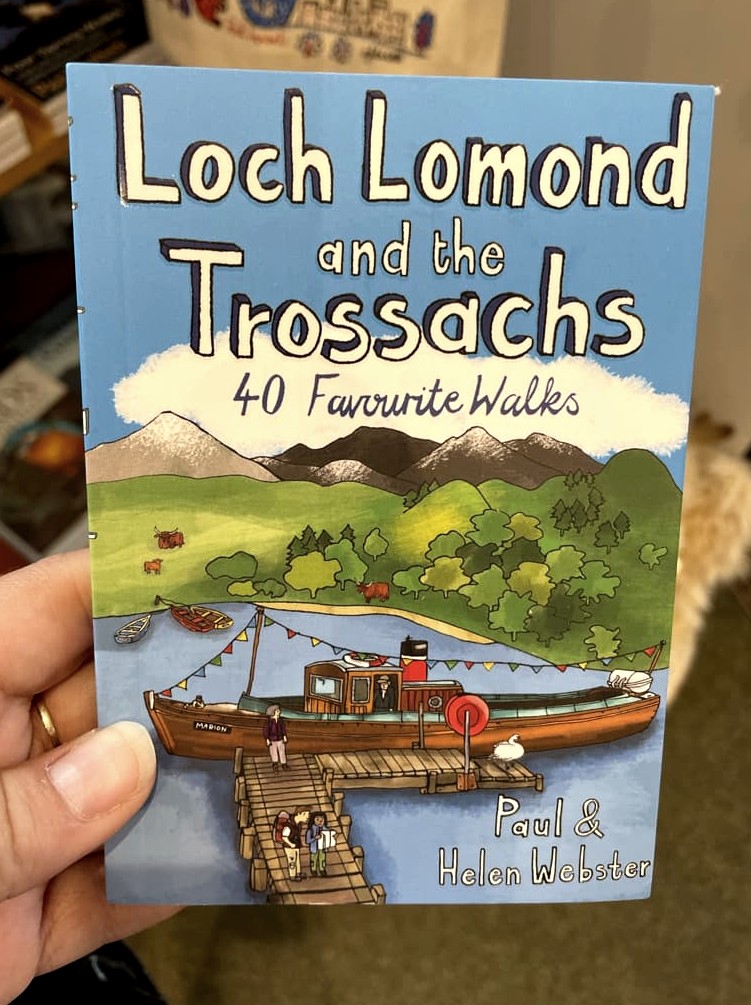 Loch Lomond
and the
Trossachs
40 Favourite Walks
MARION
Paul &
Helen Webster